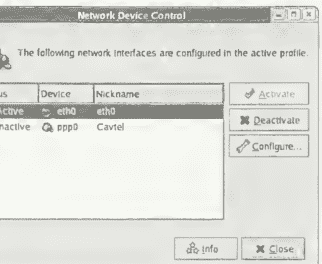 Network Device Control
The following network interfaces are configured in the active profile.
us Device Nickname
Active eth0 eth0
nactive ppp0 Cavtel
Activate
Deactivate
Configure...
Info Close